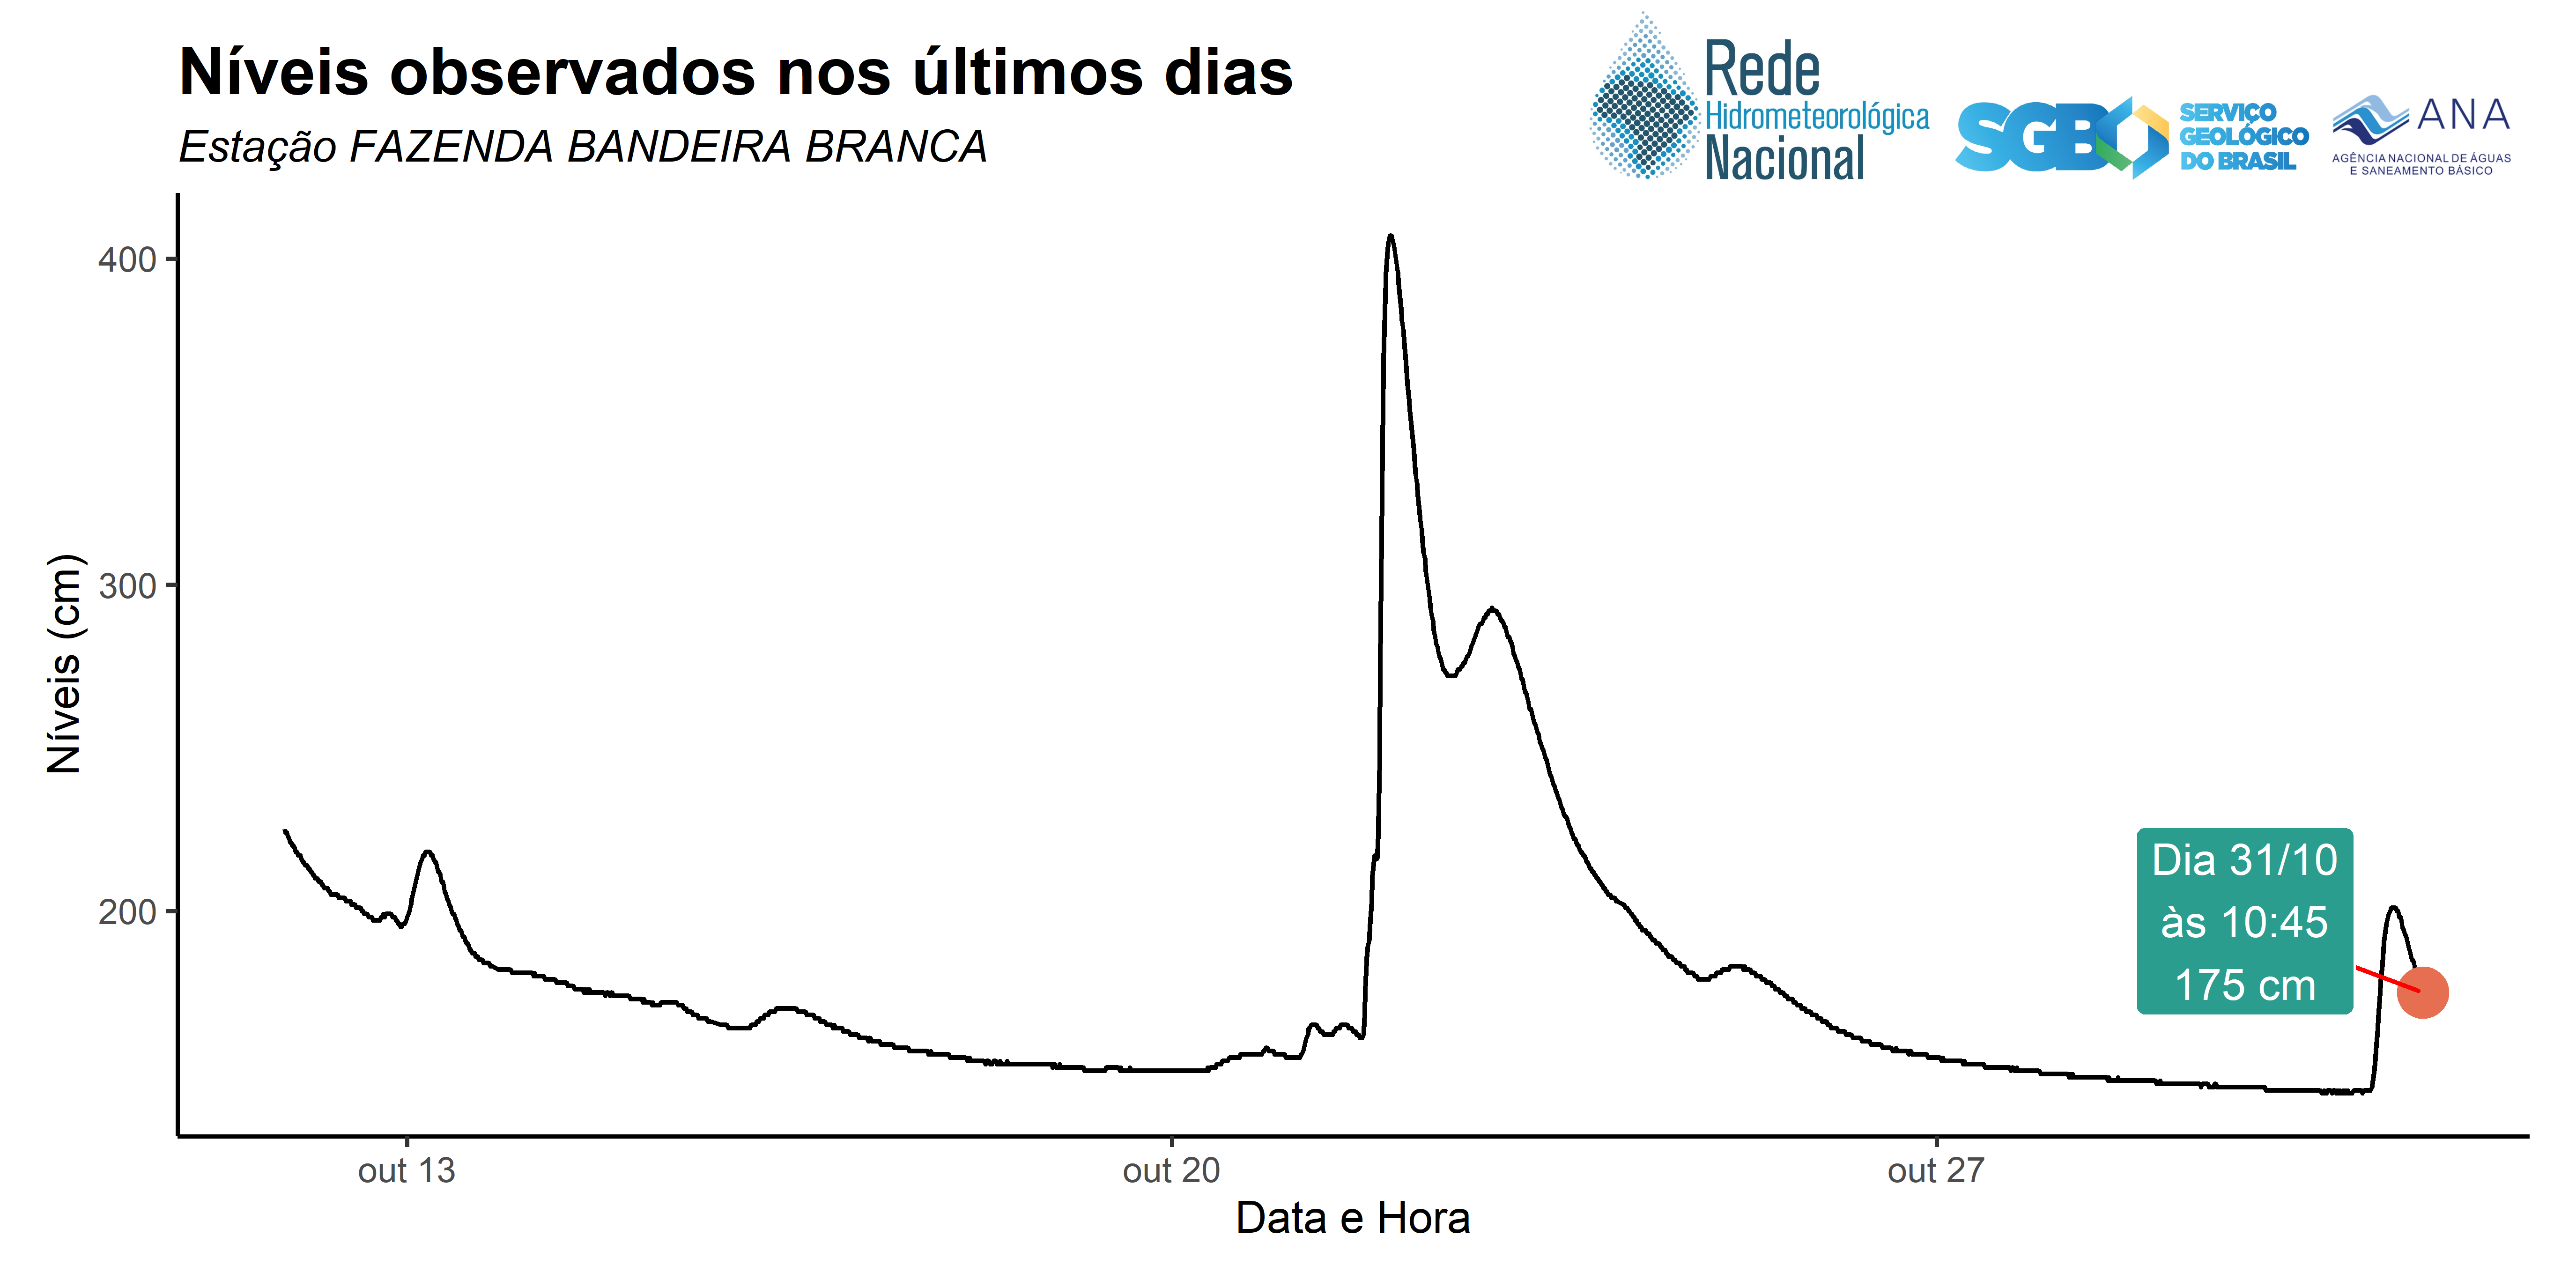 Níveis observados nos últimos dias
Estação FAZENDA BANDEIRA BRANCA
Rede
Hidrometeorológica
Nacional
SGB
SERVIÇO
GEOLÓGICO
DO BRASIL
ANA
AGÊNCIA NACIONAL DE ÁGUAS
E SANEAMENTO BÁSICO
Níveis (cm)
400
300
200
Dia 31/10
às 10:45
175 cm
out 13
out 20
out 27
Data e Hora